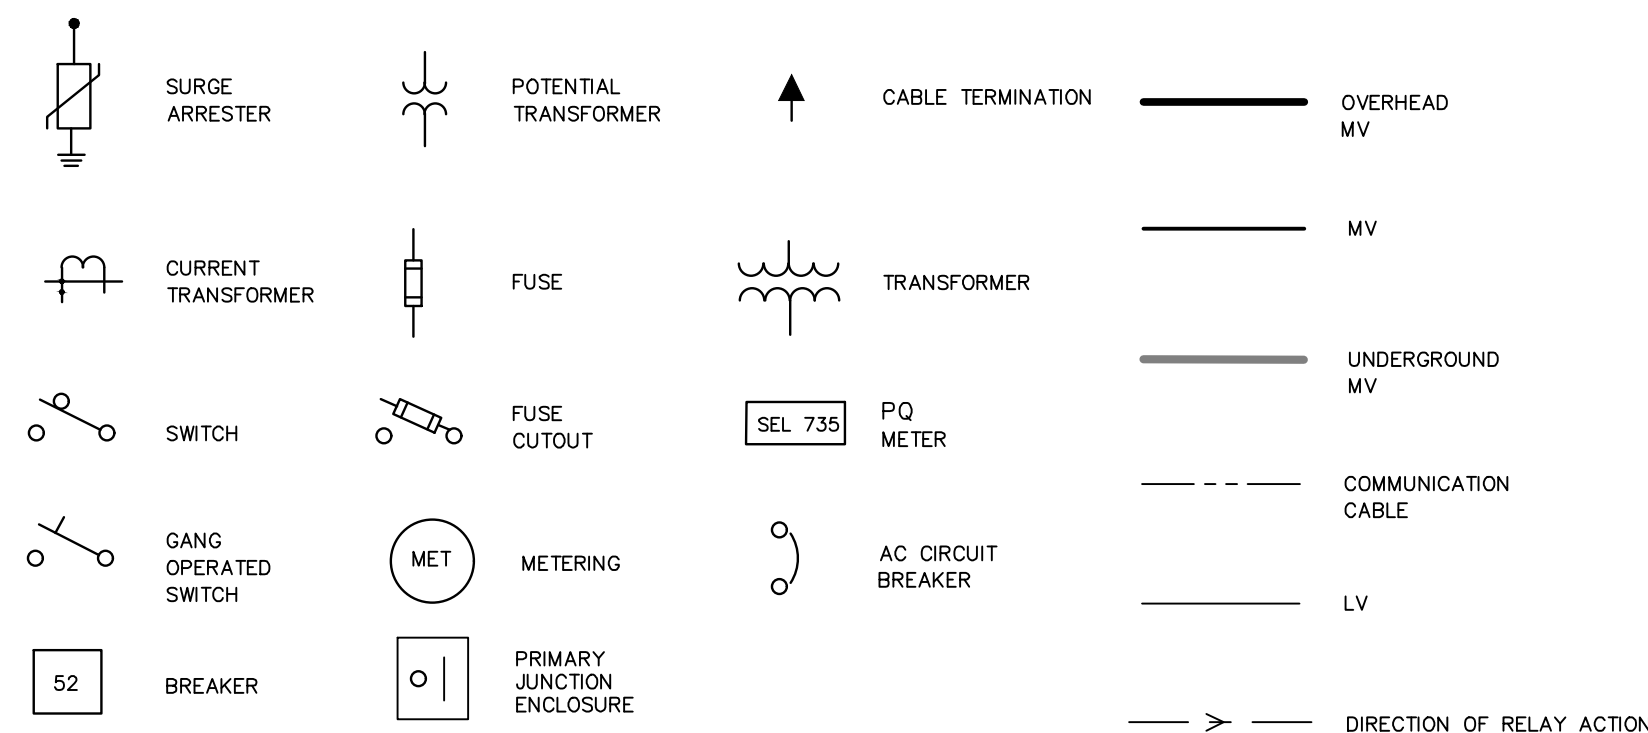 SURGE
ARRESTER
POTENTIAL
TRANSFORMER
CABLE TERMINATION
OVERHEAD
MV
MV
CURRENT
TRANSFORMER
FUSE
TRANSFORMER
UNDERGROUND
MV
SWITCH
FUSE
CUTOUT
SEL 735
PQ
METER
COMMUNICATION
CABLE
GANG
OPERATED
SWITCH
MET
METERING
AC CIRCUIT
BREAKER
LV
52
BREAKER
PRIMARY
JUNCTION
ENCLOSURE
DIRECTION OF RELAY ACTION